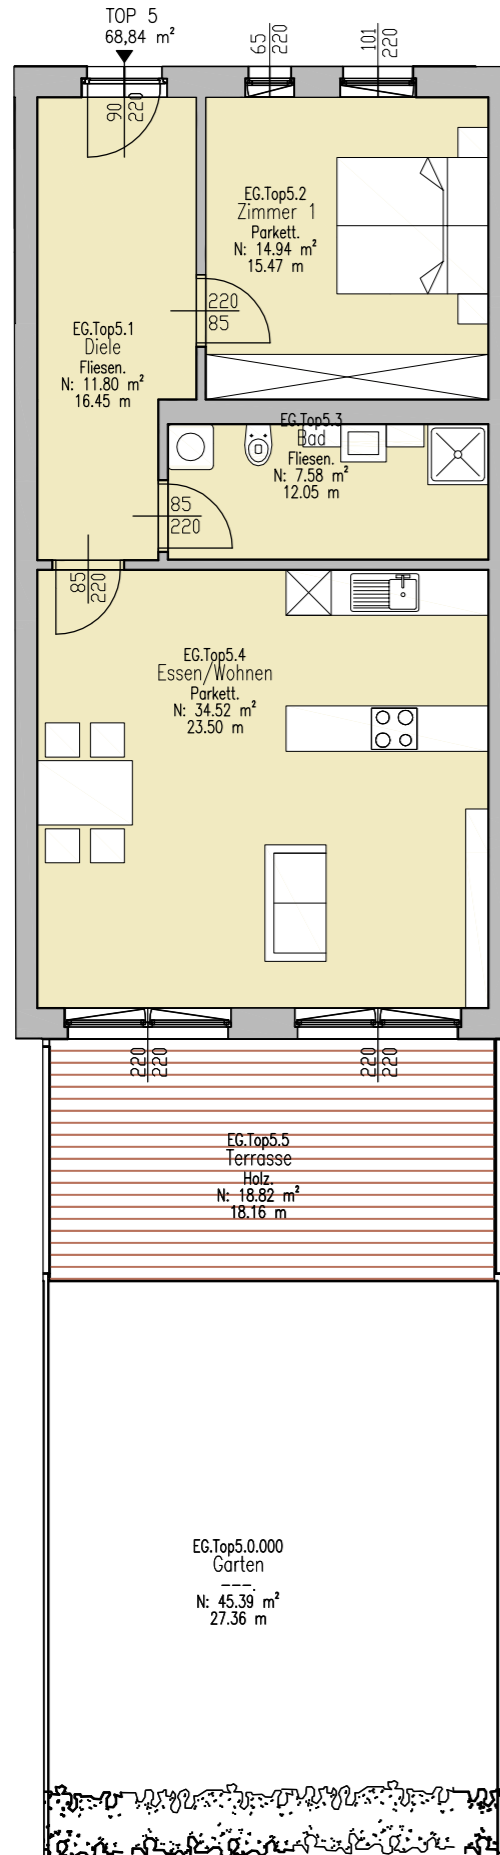 TOP 5
68,84 m²
90
220
65
220
101
220
EG.Top5.2
Zimmer 1
Parkett.
N: 14.94 m²
15.47 m
220
85
EG.Top5.1
Diele
Fliesen.
N: 11.80 m²
16.45 m
EG.Top5.3
Bad
Fliesen.
N: 7.58 m²
12.05 m
85
220
85
220
EG.Top5.4
Essen/Wohnen
Parkett.
N: 34.52 m²
23.50 m
220
220
220
220
EG.Top5.5
Terrasse
Holz.
N: 18.82 m²
18.16 m
EG.Top5.0.000
Garten
---.
N: 45.39 m²
27.36 m